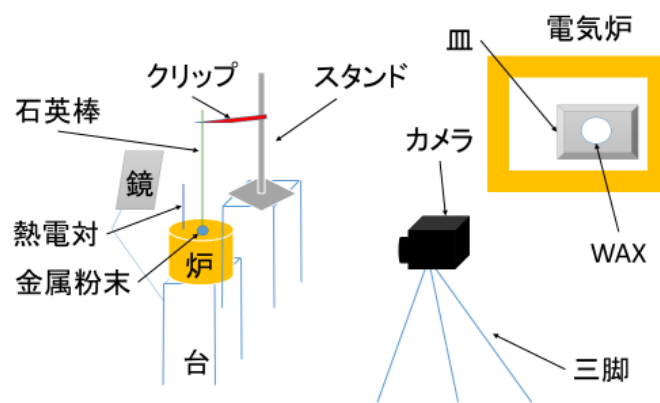 電気炉
皿
クリップ
スタンド
石英棒
カメラ
鏡
熱電対
炉
WAX
金属粉末
台
三脚